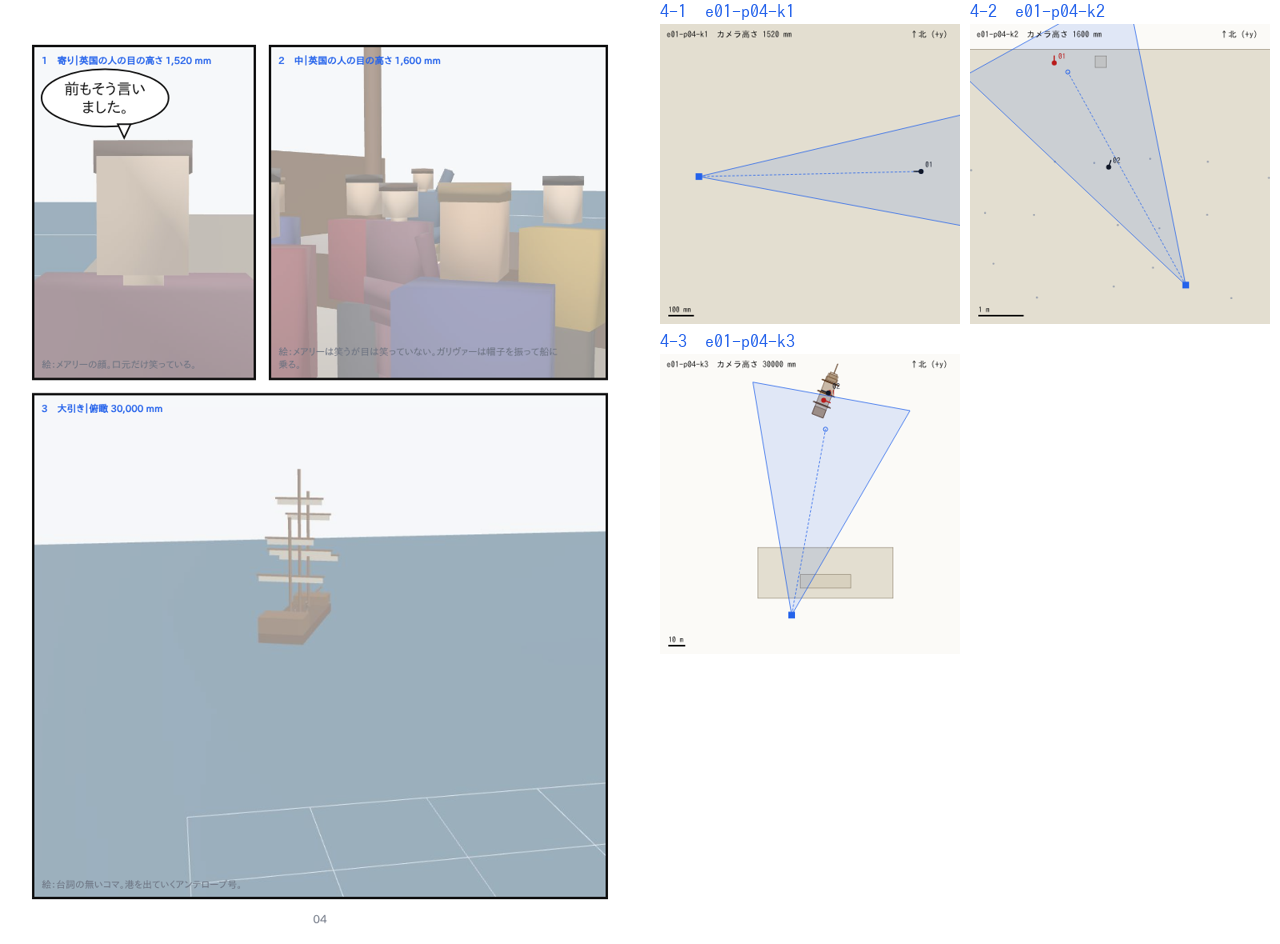 1 寄り|英国の人の目の高さ 1,520 mm
前もそう言い
ました。
絵:メアリーの顔。口元だけ笑っている。
2 中|英国の人の目の高さ 1,600 mm
絵:メアリーは笑うが目は笑っていない。ガリヴァーは帽子を振って船に
乗る。
3 大引き|俯瞰 30,000 mm
絵:台詞の無いコマ。港を出ていくアンテロープ号。
04
4-1 e01-p04-k1
e01-p04-k1 カメラ高さ 1520 mm
↑北 (+y)
01
100 mm
4-2 e01-p04-k2
e01-p04-k2 カメラ高さ 1600 mm
↑北 (+y)
01
02
1 m
4-3 e01-p04-k3
e01-p04-k3 カメラ高さ 30000 mm
↑北 (+y)
02
10 m